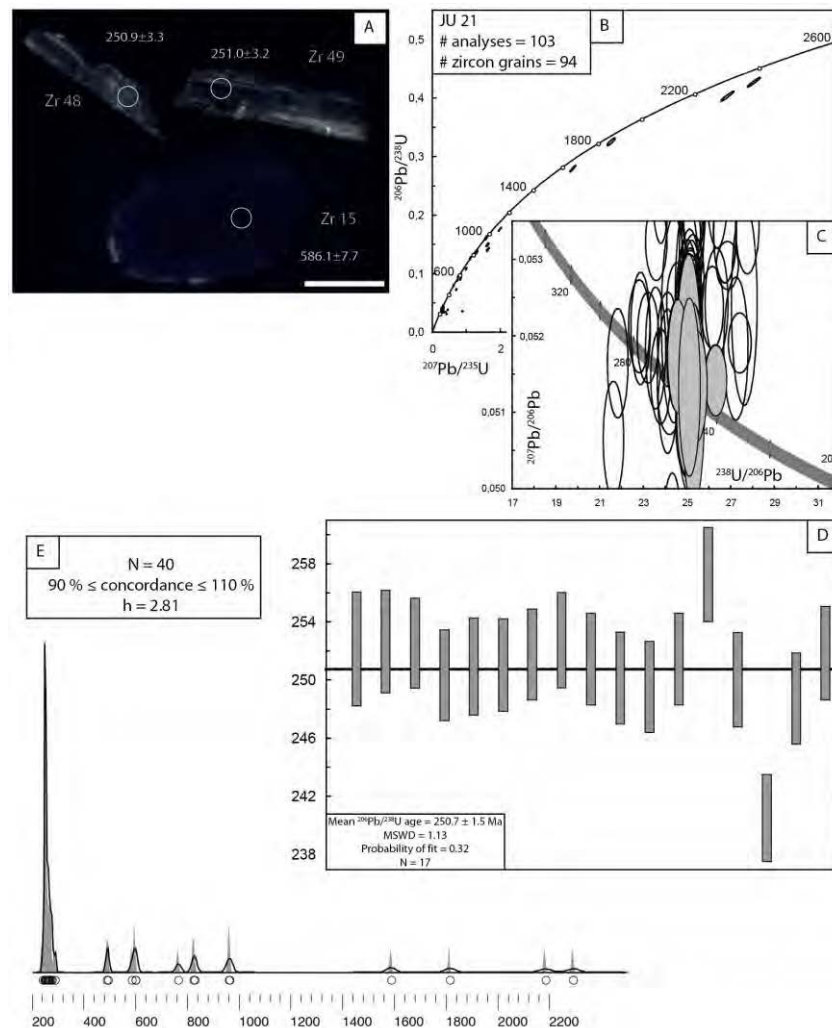 A
250.9±3.3
251.0±3.2
Zr 49
Zr 48
Zr 15
586.1±7.7
JU 21
# analyses = 103
# zircon grains = 94
B
2600
2200
1800
1400
1000
600
0,5
0,4
0,3
0,2
0,1
0,0
0
2
206Pb/238U
207Pb/235U
C
0,053
0,052
0,051
0,050
320
280
40
20
207Pb/206Pb
238U/206Pb
17 19 21 23 25 27 29 31
D
258
254
250
246
242
238
Mean 206Pb/238U age = 250.7 ± 1.5 Ma
MSWD = 1.13
Probability of fit = 0.32
N = 17
E
N = 40
90 % ≤ concordance ≤ 110 %
h = 2.81
200 400 600 800 1000 1200 1400 1600 1800 2000 2200